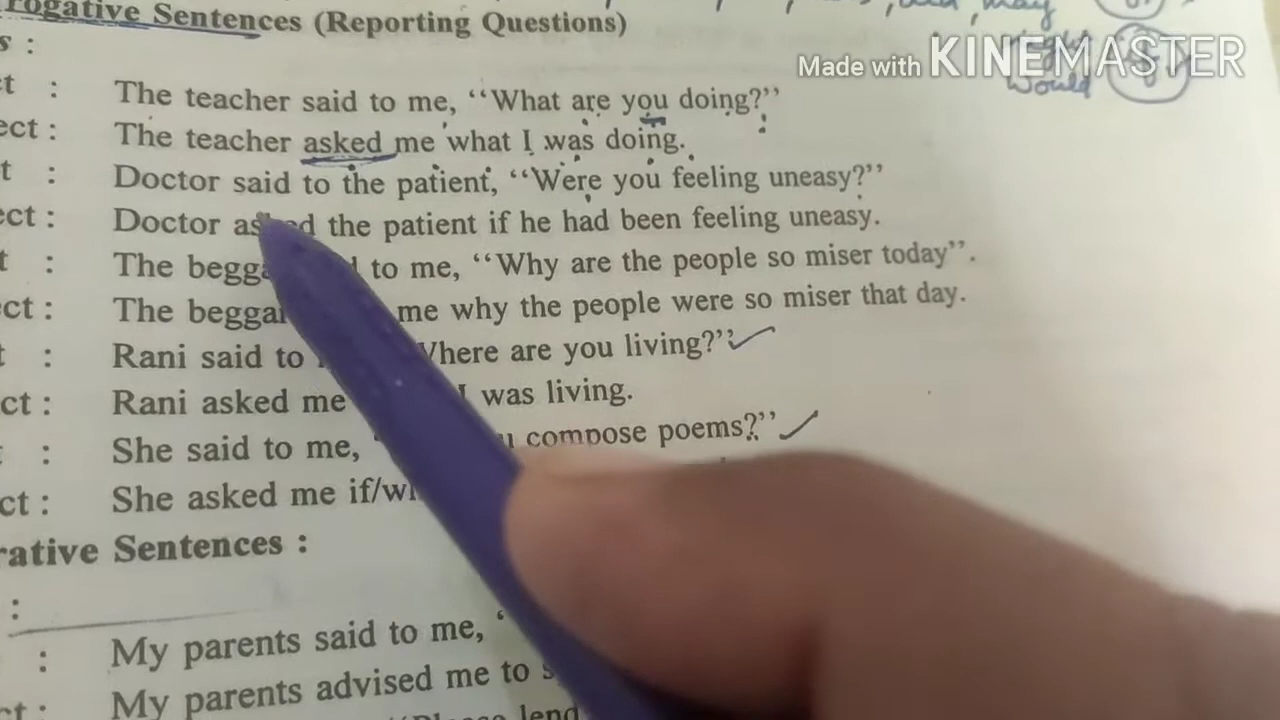 rogative Sentences (Reporting Questions)
may
Made with KINEMASTER
would
s :
ct : The teacher said to me, “What are you doing?”
ect : The teacher asked me what I was doing.
t : Doctor said to the patient, “Were you feeling uneasy?”
ect : Doctor asked the patient if he had been feeling uneasy.
t : The to me, “Why are the people so miser today”.
ect : The me why the people were so miser that day.
t : Rani said to Where are you living?”
ct : Rani asked me I was living.
: She said to me, “ compose poems?”
ct : She asked me
rative Sentences :
:
: My parents said to me, ‘
ct : My parents advised me to
lend